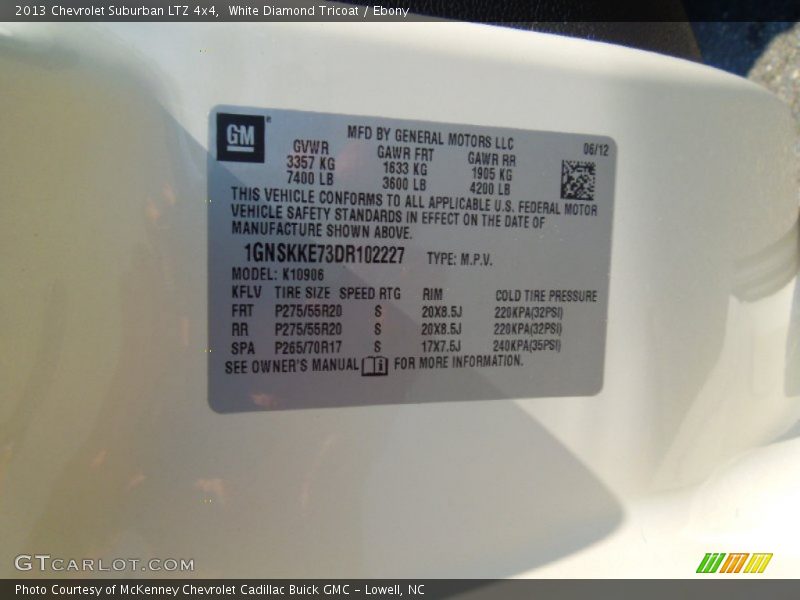 2013 Chevrolet Suburban LTZ 4x4, White Diamond Tricoat / Ebony
GM
MFD BY GENERAL MOTORS LLC 06/12
GVWR GAWR FRT GAWR RR
3357 KG 1633 KG 1905 KG
7400 LB 3600 LB 4200 LB
THIS VEHICLE CONFORMS TO ALL APPLICABLE U.S. FEDERAL MOTOR
VEHICLE SAFETY STANDARDS IN EFFECT ON THE DATE OF
MANUFACTURE SHOWN ABOVE.
1GNSKKE73DR102227 TYPE: M.P.V.
MODEL: K10906
KFLV TIRE SIZE SPEED RTG RIM COLD TIRE PRESSURE
FRT P275/55R20 S 20X8.5J 220KPA(32PSI)
RR P275/55R20 S 20X8.5J 220KPA(32PSI)
SPA P265/70R17 S 17X7.5J 240KPA(35PSI)
SEE OWNER'S MANUAL FOR MORE INFORMATION.
GTCARLOT.COM
Photo Courtesy of McKenney Chevrolet Cadillac Buick GMC - Lowell, NC